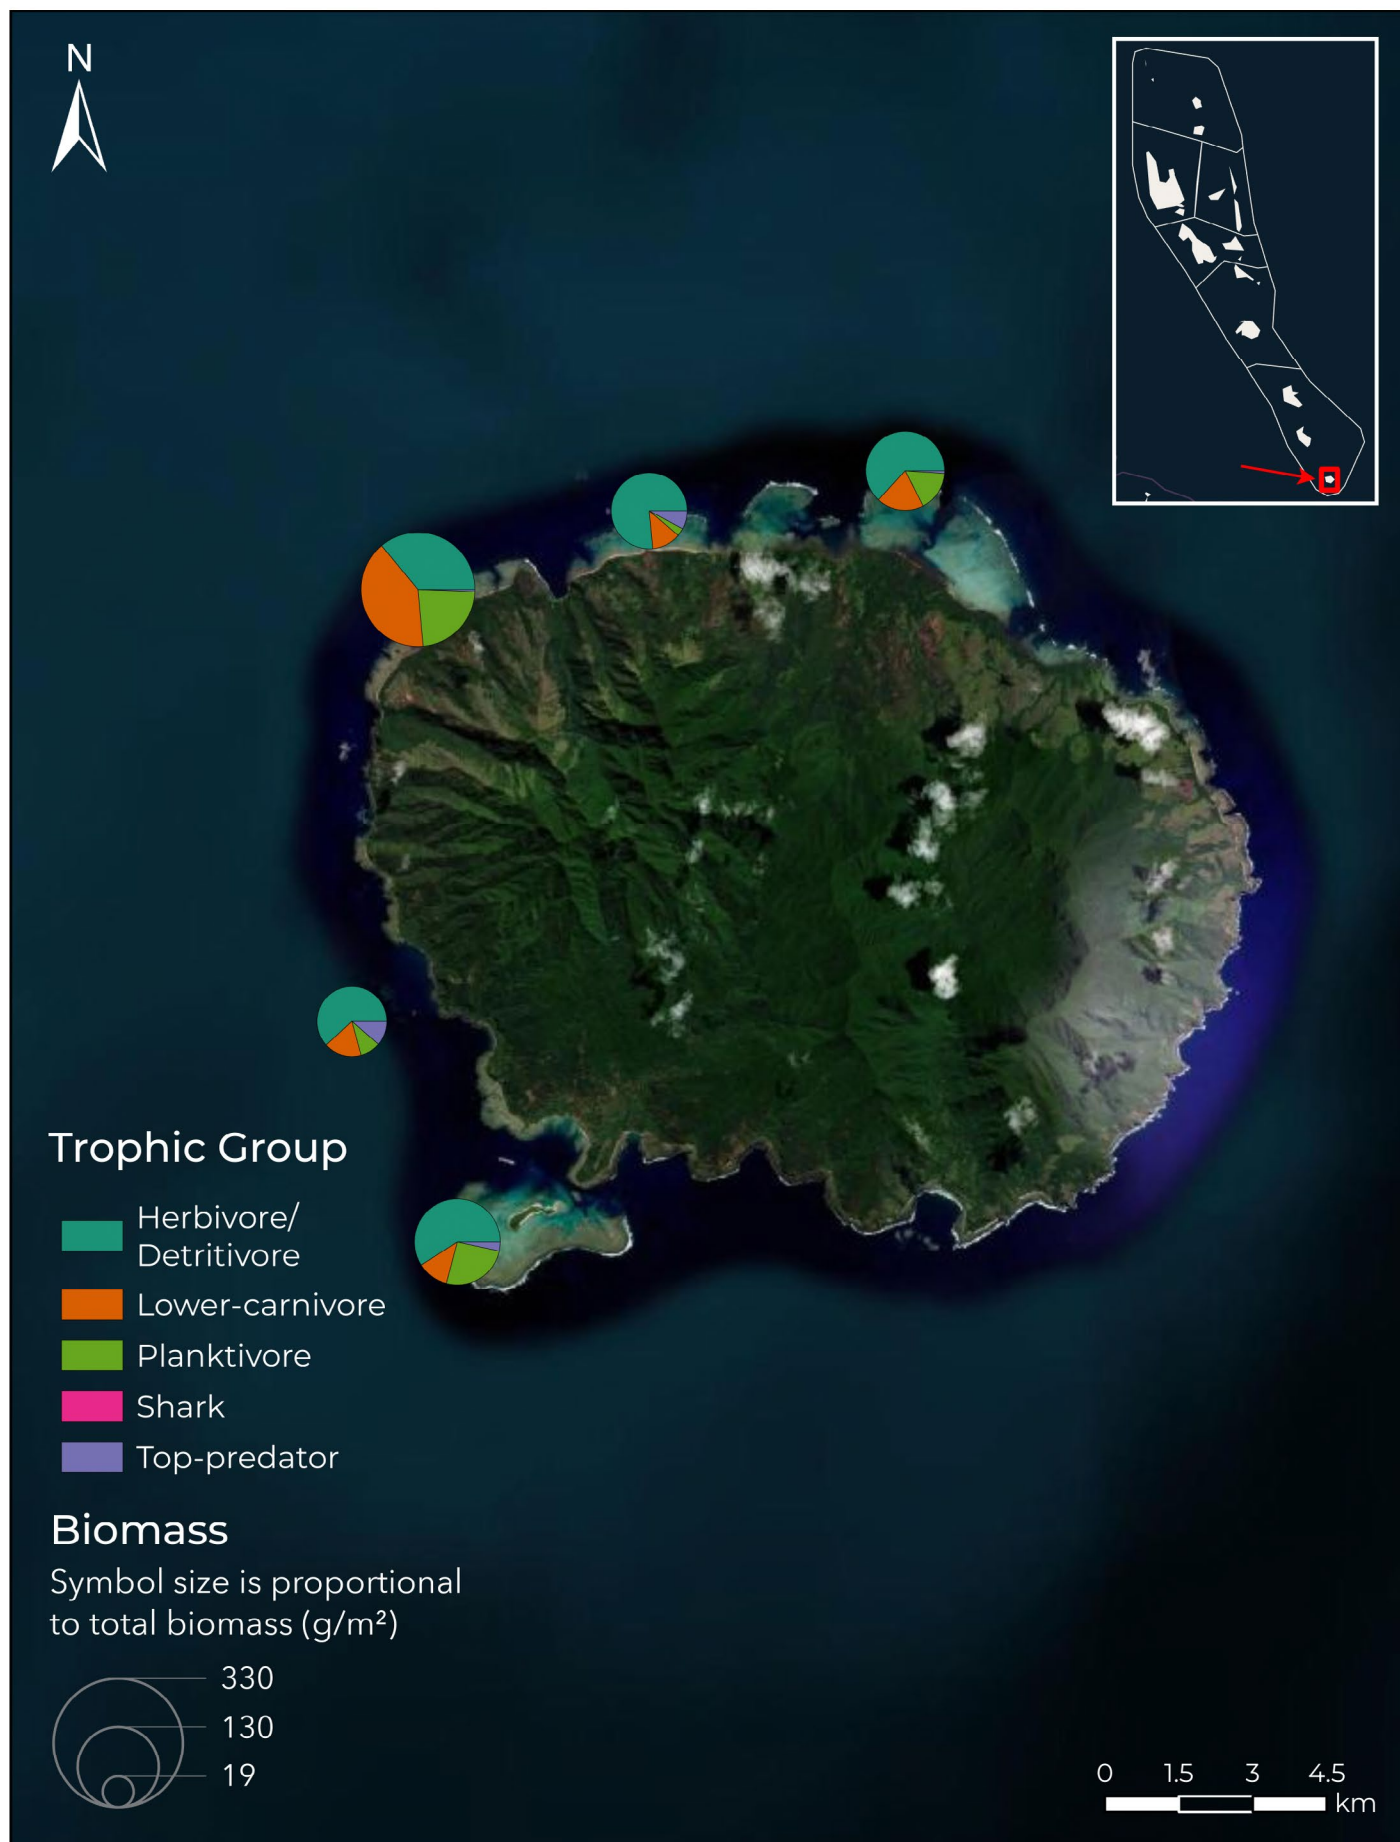 N
Trophic Group
Herbivore/
Detritivore
Lower-carnivore
Planktivore
Shark
Top-predator
Biomass
Symbol size is proportional
to total biomass (g/m²)
330
130
19
0 1.5 3 4.5
km